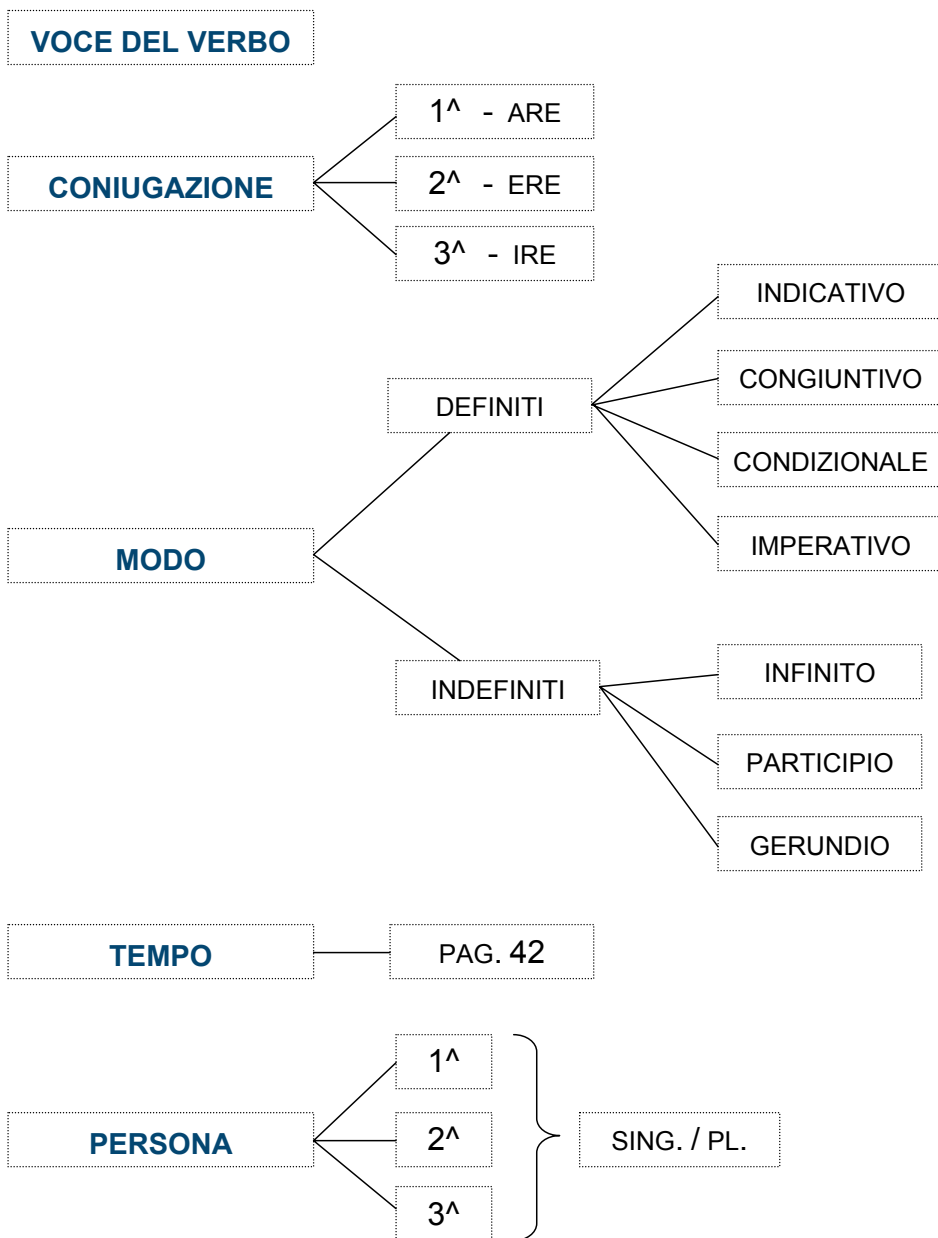 VOCE DEL VERBO
CONIUGAZIONE
1^ - ARE
2^ - ERE
3^ - IRE
MODO
DEFINITI
INDICATIVO
CONGIUNTIVO
CONDIZIONALE
IMPERATIVO
INDEFINITI
INFINITO
PARTICIPIO
GERUNDIO
TEMPO
PAG. 42
PERSONA
1^
2^
3^
SING. / PL.